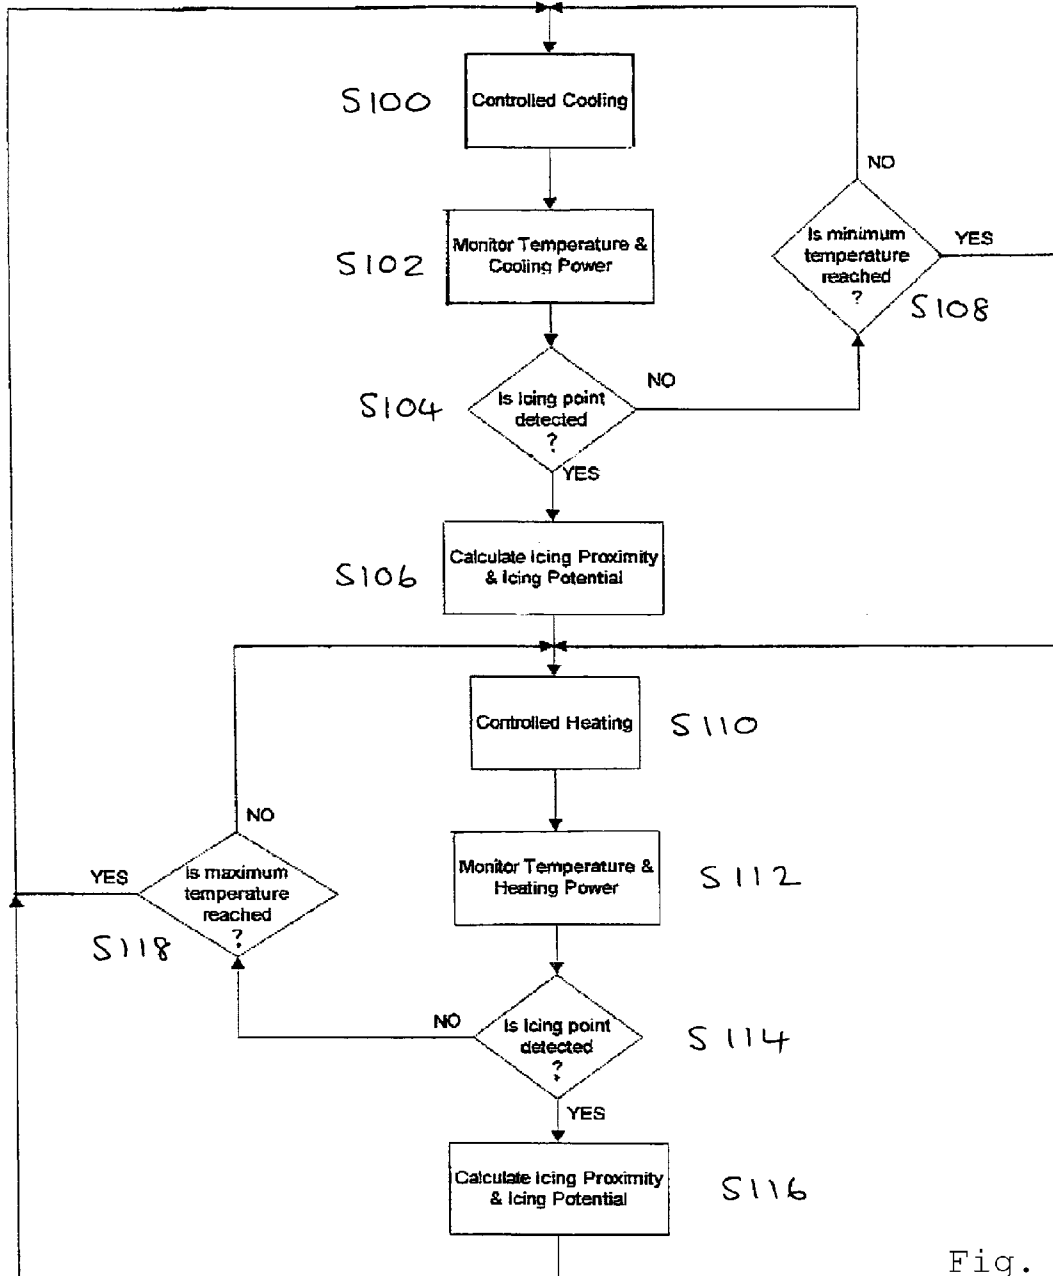 S100
Controlled Cooling
NO
S102
Monitor Temperature &
Cooling Power
Is minimum
temperature
reached
?
YES
S108
S104
Is Icing point
detected
?
NO
YES
S106
Calculate Icing Proximity
& Icing Potential
Controlled Heating
S110
NO
YES
Is maximum
temperature
reached
?
S118
Monitor Temperature &
Heating Power
S112
NO
Is Icing point
detected
?
S114
YES
Calculate Icing Proximity
& Icing Potential
S116
Fig.